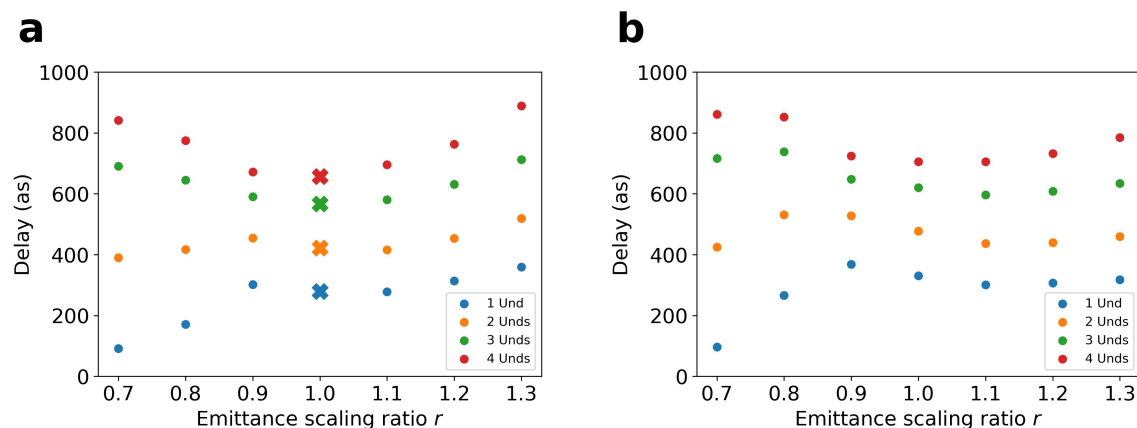 a
1000
800
600
400
200
0
Delay (as)
0.7 0.8 0.9 1.0 1.1 1.2 1.3
Emittance scaling ratio r
1 Und
2 Unds
3 Unds
4 Unds
b
1000
800
600
400
200
0
Delay (as)
0.7 0.8 0.9 1.0 1.1 1.2 1.3
Emittance scaling ratio r
1 Und
2 Unds
3 Unds
4 Unds